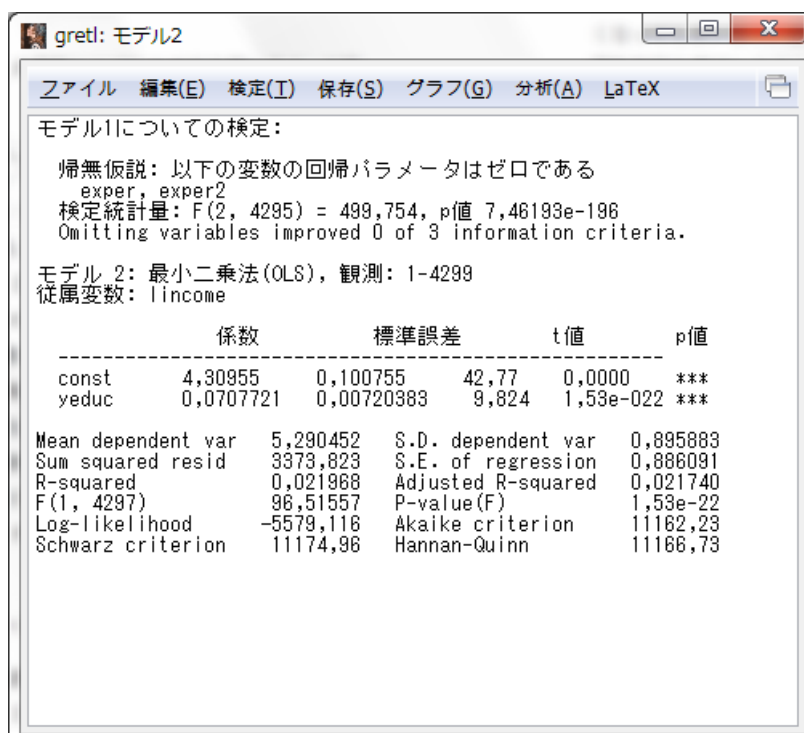 gretl: モデル2
ファイル 編集(E) 検定(T) 保存(S) グラフ(G) 分析(A) LaTeX
モデル1についての検定:
帰無仮説: 以下の変数の回帰パラメータはゼロである
exper, exper2
検定統計量: F(2, 4295) = 499,754, p値 7,46193e-196
Omitting variables improved 0 of 3 information criteria.
モデル 2: 最小二乗法(OLS), 観測: 1-4299
従属変数: lincome
係数 標準誤差 t値 p値
-----------------------------------------------------------
const 4,30955 0,100755 42,77 0,0000 ***
yeduc 0,0707721 0,00720383 9,824 1,53e-022 ***
Mean dependent var 5,290452 S.D. dependent var 0,895883
Sum squared resid 3373,823 S.E. of regression 0,886091
R-squared 0,021968 Adjusted R-squared 0,021740
F(1, 4297) 96,51557 P-value(F) 1,53e-22
Log-likelihood -5579,116 Akaike criterion 11162,23
Schwarz criterion 11174,96 Hannan-Quinn 11166,73